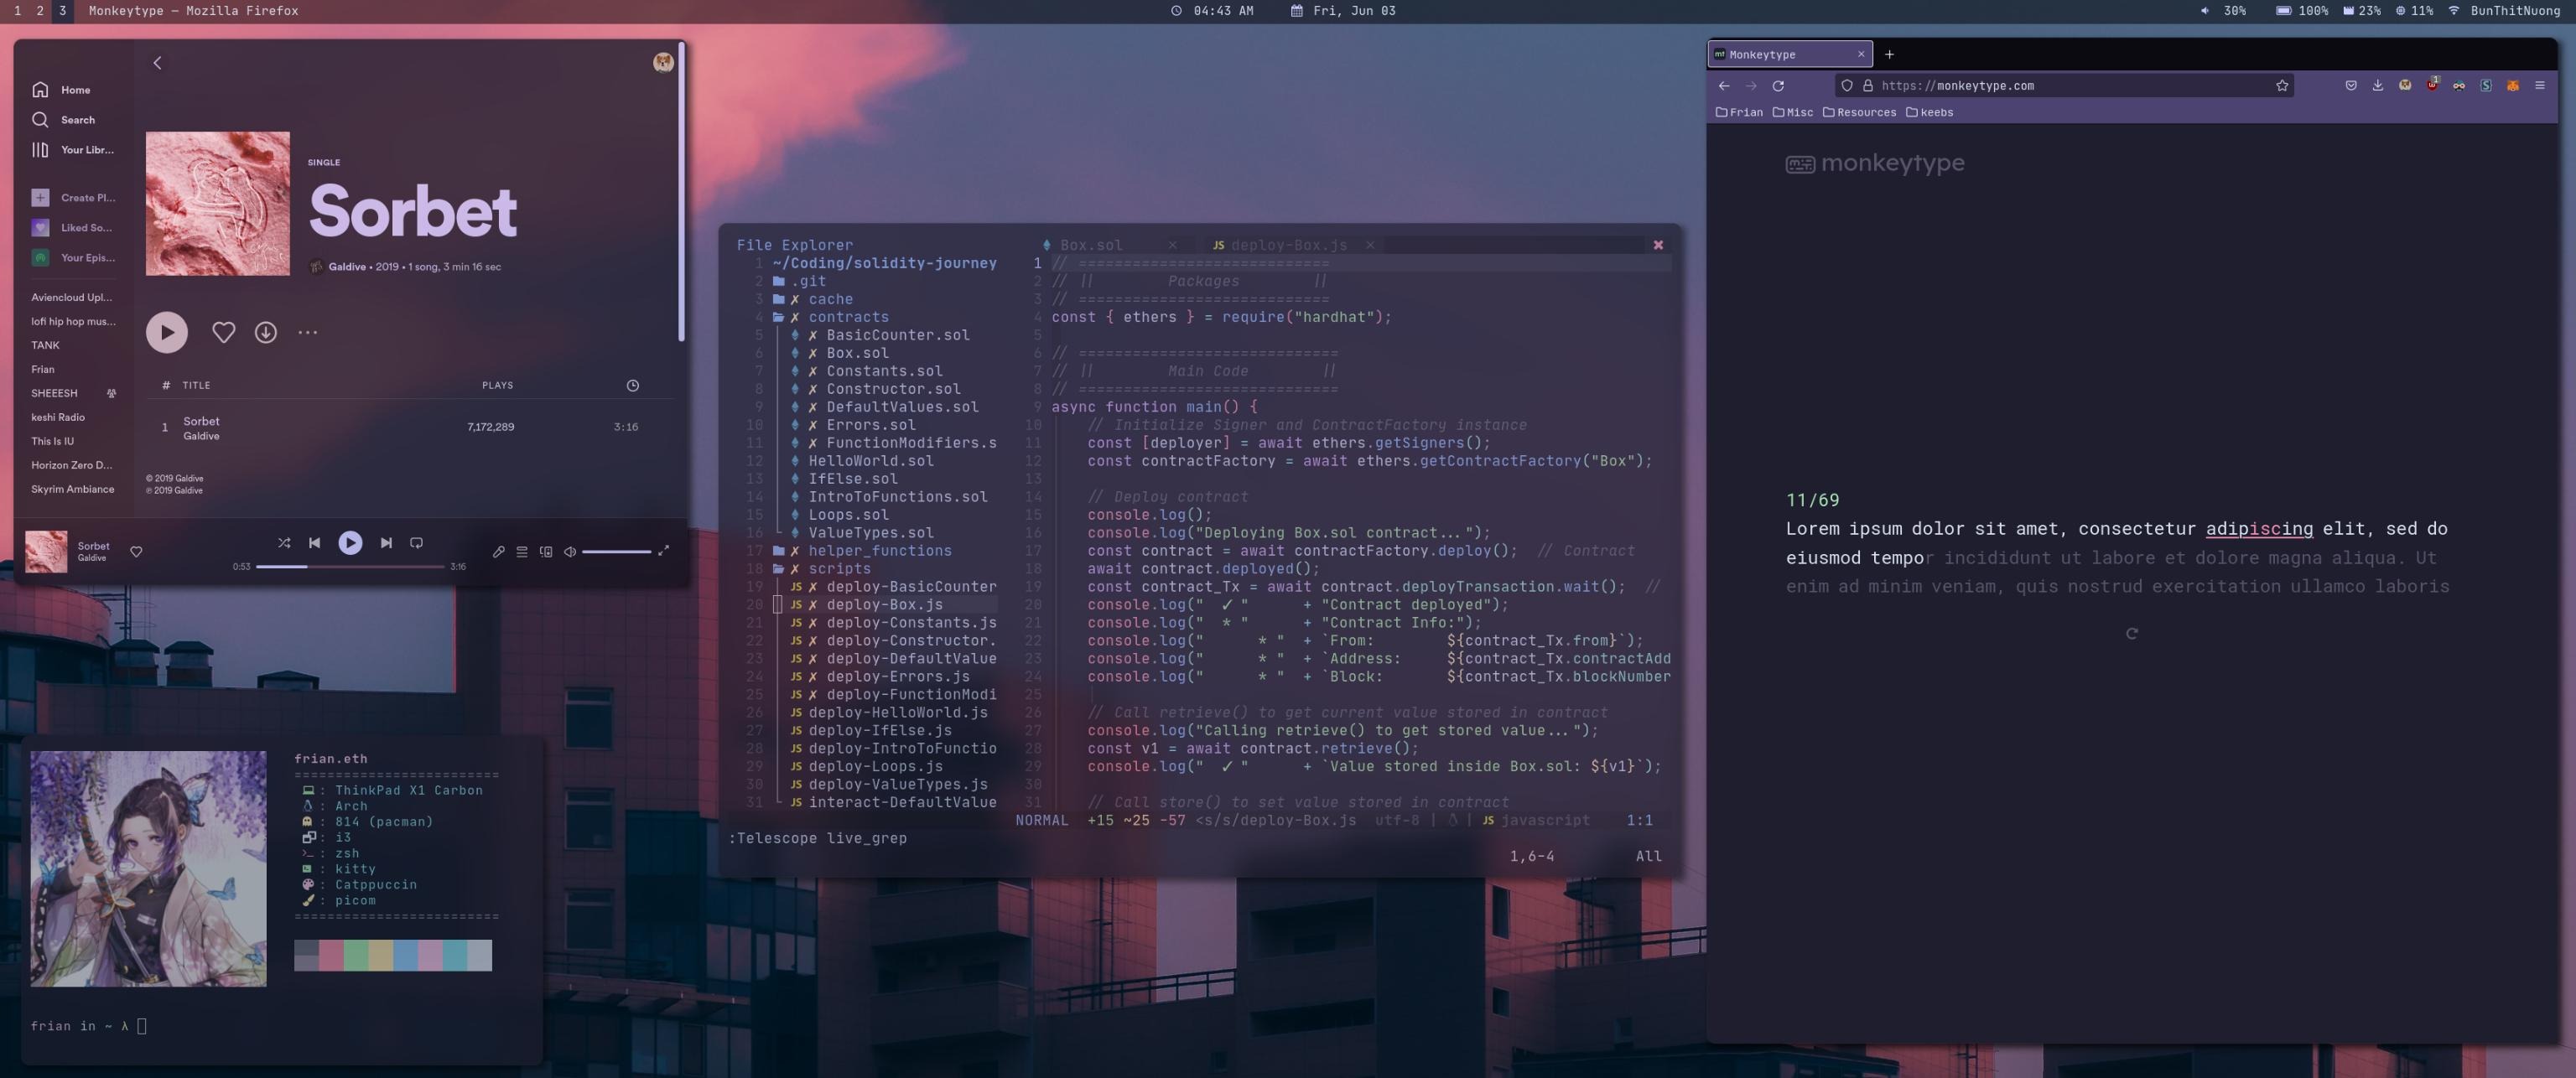 1 2 3 Monkeytype — Mozilla Firefox
04:43 AM Fri, Jun 03
30% 100% 23% 11% BunThitNuong
Home
Search
Your Libr...
Create Pl...
Liked So...
Your Epis...
Aviencloud Upl...
lofi hip hop mus...
TANK
Frian
SHEEESH
keshi Radio
This Is IU
Horizon Zero D...
Skyrim Ambiance
SINGLE
Sorbet
Galdive • 2019 • 1 song, 3 min 16 sec
# TITLE PLAYS
1 Sorbet 7,172,289 3:16
Galdive
© 2019 Galdive
℗ 2019 Galdive
Sorbet
Galdive
0:53 3:16
frian.eth
==========================
: ThinkPad X1 Carbon
: Arch
: 814 (pacman)
: i3
: zsh
: kitty
: Catppuccin
: picom
==========================
frian in ~ λ
File Explorer
1 ~/Coding/solidity-journey
2 .git
3 ✗ cache
4 ✗ contracts
5 ✗ BasicCounter.sol
6 ✗ Box.sol
7 ✗ Constants.sol
8 ✗ Constructor.sol
9 ✗ DefaultValues.sol
10 ✗ Errors.sol
11 ✗ FunctionModifiers.s
12 HelloWorld.sol
13 IfElse.sol
14 IntroToFunctions.sol
15 Loops.sol
16 ValueTypes.sol
17 ✗ helper_functions
18 ✗ scripts
19 JS ✗ deploy-BasicCounter
20 JS ✗ deploy-Box.js
21 JS ✗ deploy-Constants.js
22 JS ✗ deploy-Constructor.
23 JS ✗ deploy-DefaultValue
24 JS ✗ deploy-Errors.js
25 JS ✗ deploy-FunctionModi
26 JS deploy-HelloWorld.js
27 JS deploy-IfElse.js
28 JS deploy-IntroToFunctio
29 JS deploy-Loops.js
30 JS deploy-ValueTypes.js
31 JS interact-DefaultValue
Box.sol × JS deploy-Box.js ×
1 // ============================
2 // || Packages ||
3 // ============================
4 const { ethers } = require("hardhat");
5
6 // =============================
7 // || Main Code ||
8 // =============================
9 async function main() {
10 // Initialize Signer and ContractFactory instance
11 const [deployer] = await ethers.getSigners();
12 const contractFactory = await ethers.getContractFactory("Box");
13
14 // Deploy contract
15 console.log();
16 console.log("Deploying Box.sol contract...");
17 const contract = await contractFactory.deploy(); // Contract
18 await contract.deployed();
19 const contract_Tx = await contract.deployTransaction.wait(); //
20 console.log("  ✓ " + "Contract deployed");
21 console.log("  * " + "Contract Info:");
22 console.log("      * " + `From: ${contract_Tx.from}`);
23 console.log("      * " + `Address: ${contract_Tx.contractAdd
24 console.log("      * " + `Block: ${contract_Tx.blockNumber
25
26 // Call retrieve() to get current value stored in contract
27 console.log("Calling retrieve() to get stored value...");
28 const v1 = await contract.retrieve();
29 console.log("  ✓ " + `Value stored inside Box.sol: ${v1}`);
30
31 // Call store() to set value stored in contract
NORMAL +15 ~25 -57 <s/s/deploy-Box.js utf-8 | | JS javascript 1:1
:Telescope live_grep
1,6-4 All
Monkeytype × +
https://monkeytype.com
1
Frian Misc Resources keebs
monkeytype
11/69
Lorem ipsum dolor sit amet, consectetur adipiscing elit, sed do
eiusmod tempor incididunt ut labore et dolore magna aliqua. Ut
enim ad minim veniam, quis nostrud exercitation ullamco laboris